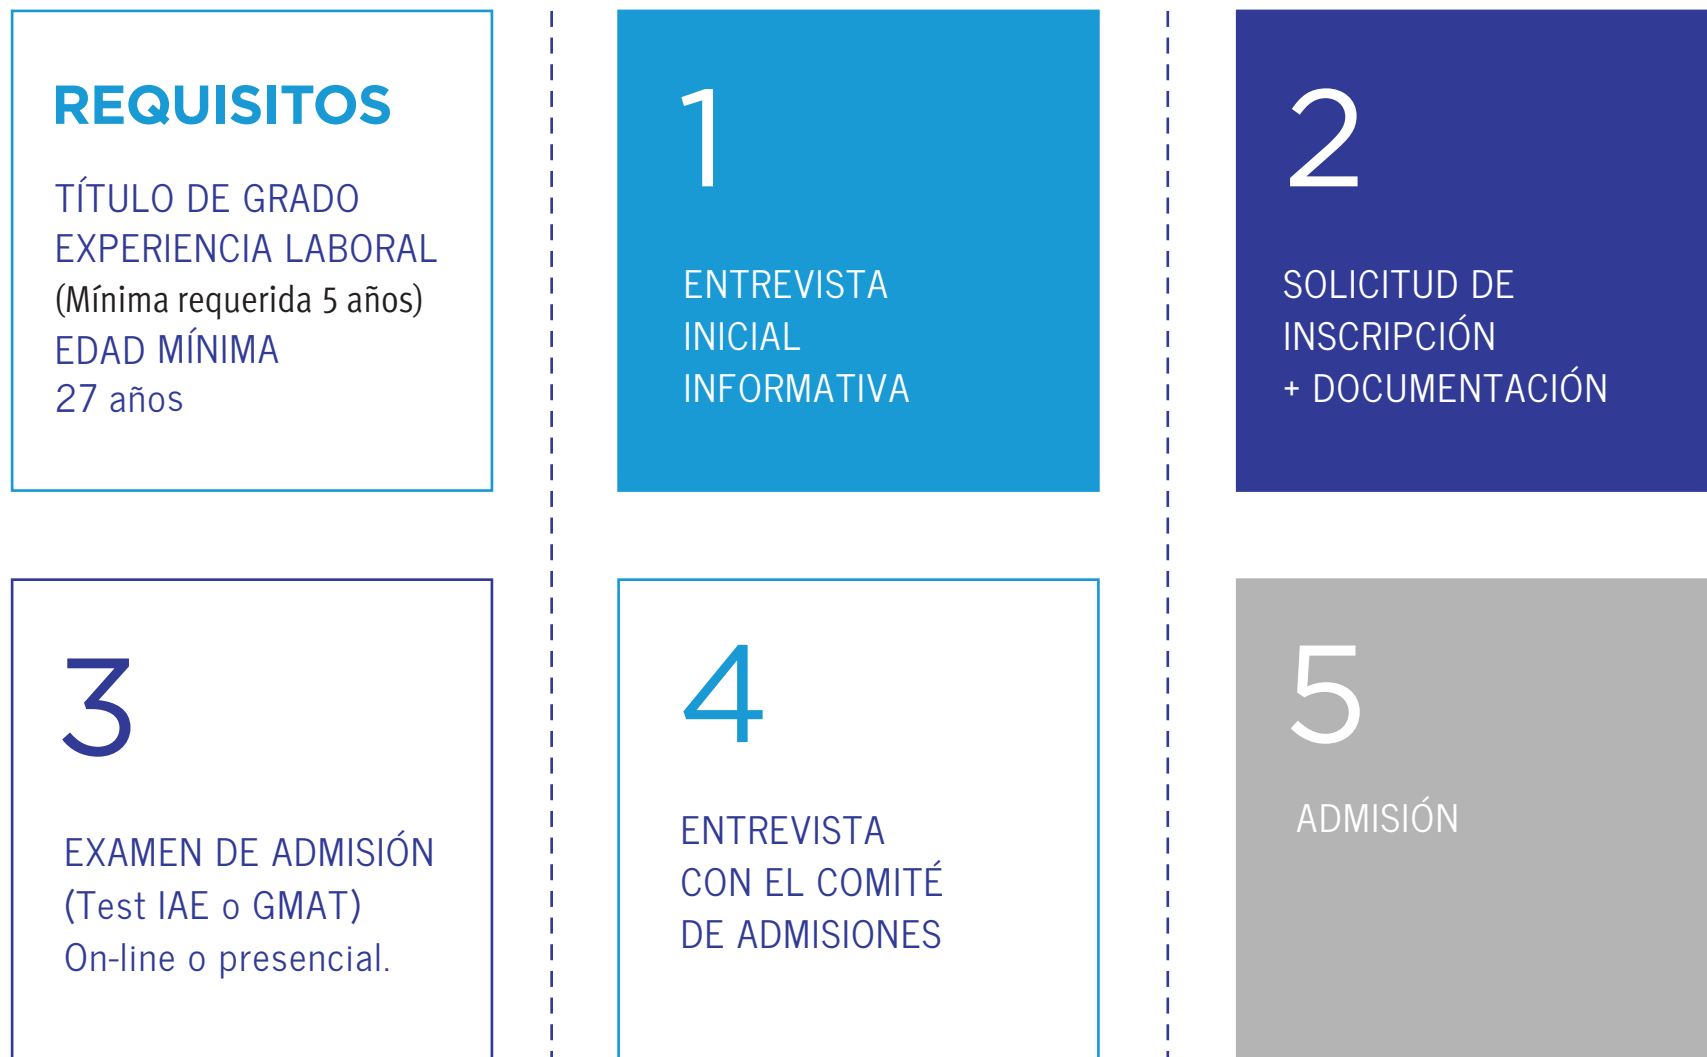 REQUISITOS
TÍTULO DE GRADO
EXPERIENCIA LABORAL
(Mínima requerida 5 años)
EDAD MÍNIMA
27 años
1
ENTREVISTA
INICIAL
INFORMATIVA
2
SOLICITUD DE
INSCRIPCIÓN
+ DOCUMENTACIÓN
3
EXAMEN DE ADMISIÓN
(Test IAE o GMAT)
On-line o presencial.
4
ENTREVISTA
CON EL COMITÉ
DE ADMISIONES
5
ADMISIÓN